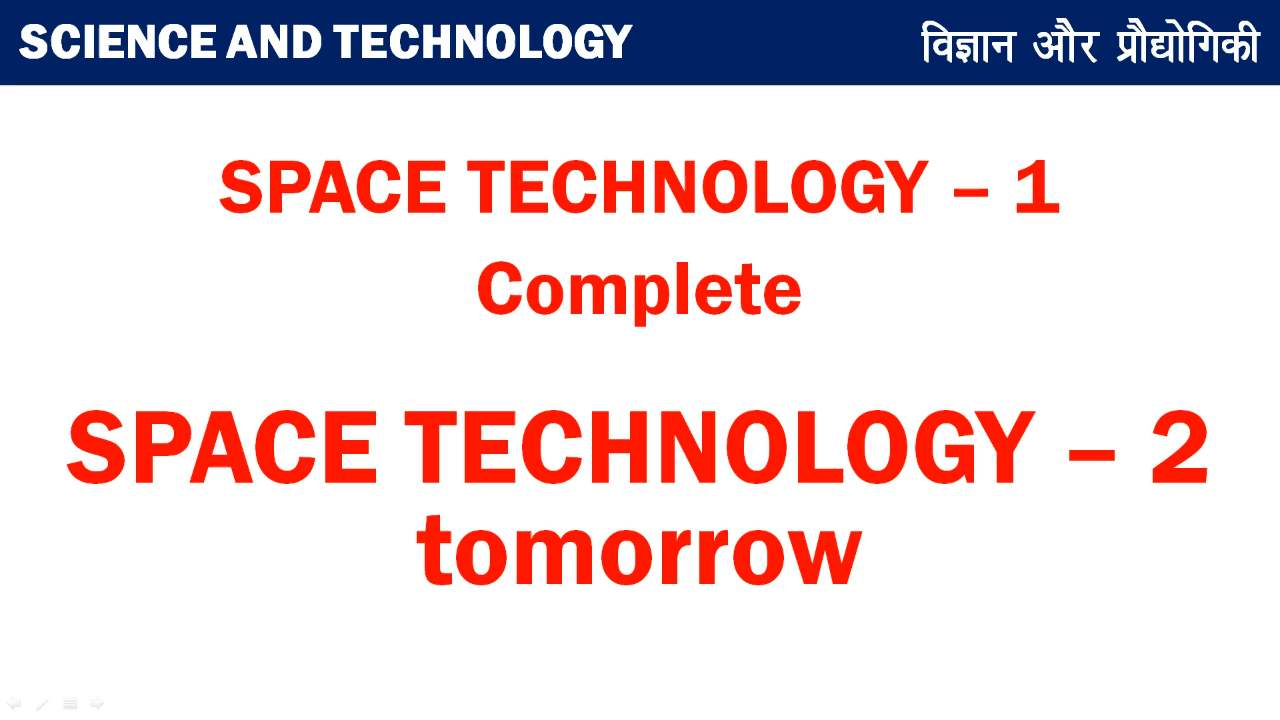 SCIENCE AND TECHNOLOGY विज्ञान और प्रौद्योगिकी
SPACE TECHNOLOGY – 1
Complete
SPACE TECHNOLOGY – 2
tomorrow